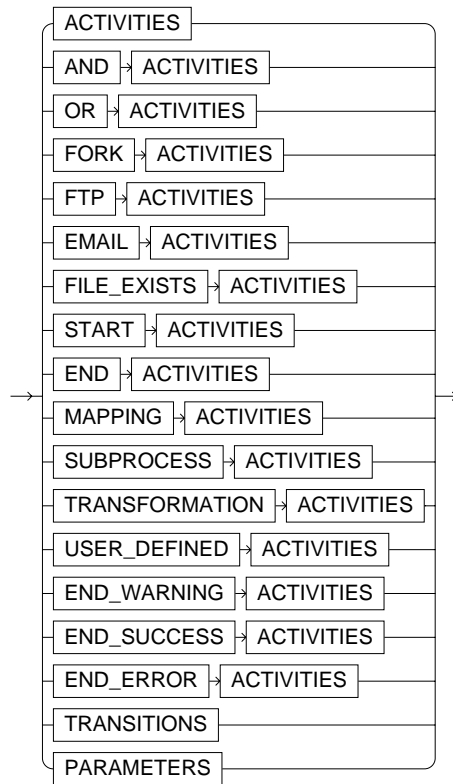 ACTIVITIES
AND ACTIVITIES
OR ACTIVITIES
FORK ACTIVITIES
FTP ACTIVITIES
EMAIL ACTIVITIES
FILE_EXISTS ACTIVITIES
START ACTIVITIES
END ACTIVITIES
MAPPING ACTIVITIES
SUBPROCESS ACTIVITIES
TRANSFORMATION ACTIVITIES
USER_DEFINED ACTIVITIES
END_WARNING ACTIVITIES
END_SUCCESS ACTIVITIES
END_ERROR ACTIVITIES
TRANSITIONS
PARAMETERS